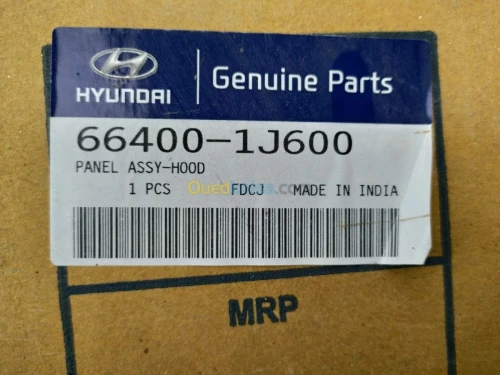 HYUNDAI
Genuine Parts
66400-1J600
PANEL ASSY-HOOD
1 PCS FDCJ MADE IN INDIA
MRP